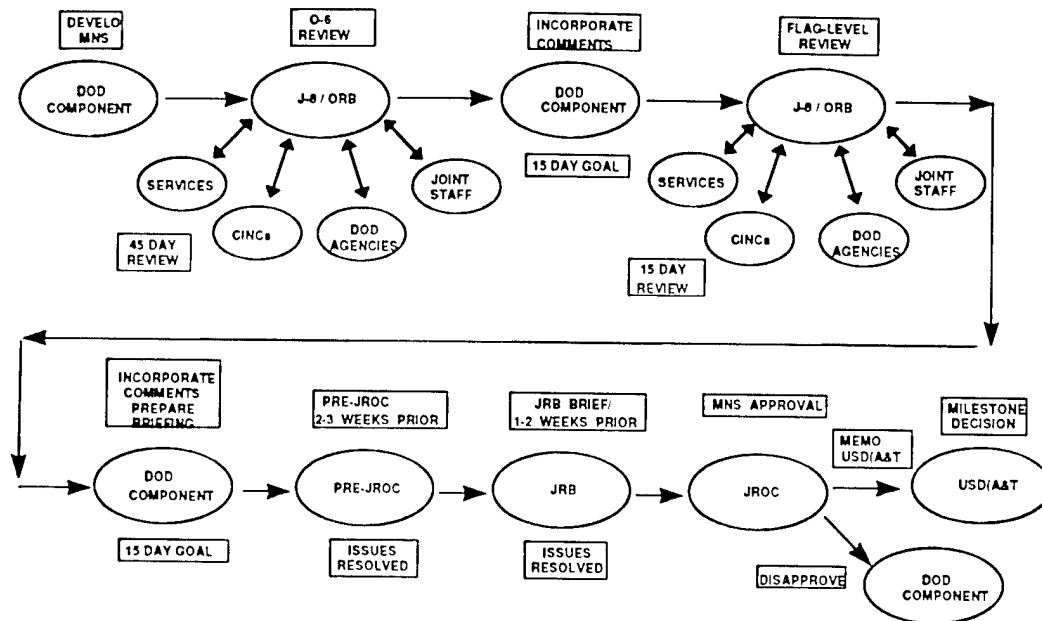 DEVELO
MNS
O-6
REVIEW
INCORPORATE
COMMENTS
FLAG-LEVEL
REVIEW
DOD
COMPONENT
J-8 / ORB
DOD
COMPONENT
J-8 / ORB
15 DAY GOAL
SERVICES
JOINT
STAFF
SERVICES
JOINT
STAFF
CINCs
DOD
AGENCIES
CINCs
DOD
AGENCIES
45 DAY
REVIEW
15 DAY
REVIEW
INCORPORATE
COMMENTS
PREPARE
BRIEFING
PRE-JROC
2-3 WEEKS PRIOR
JRB BRIEF/
1-2 WEEKS PRIOR
MNS APPROVAL
MILESTONE
DECISION
MEMO
USD(A&T
DOD
COMPONENT
PRE-JROC
JRB
JROC
USD(A&T
15 DAY GOAL
ISSUES
RESOLVED
ISSUES
RESOLVED
DISAPPROVE
DOD
COMPONENT